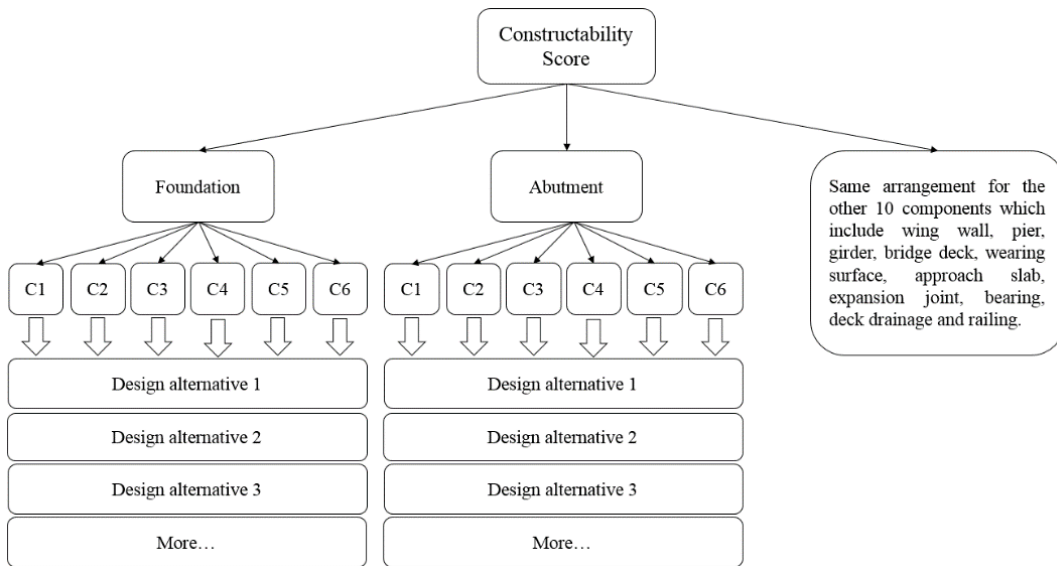 Constructability
Score
Foundation
Abutment
Same arrangement for the
other 10 components which
include wing wall, pier,
girder, bridge deck, wearing
surface, approach slab,
expansion joint, bearing,
deck drainage and railing.
C1 C2 C3 C4 C5 C6
C1 C2 C3 C4 C5 C6
Design alternative 1
Design alternative 2
Design alternative 3
More…
Design alternative 1
Design alternative 2
Design alternative 3
More…